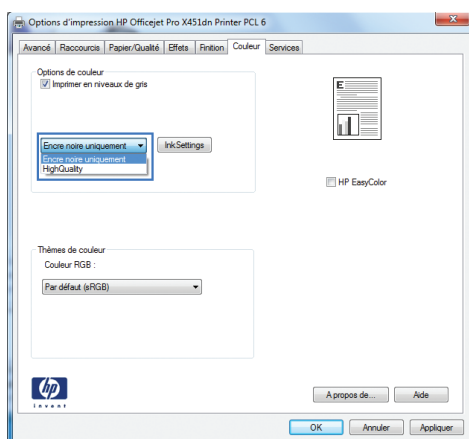 Options d'impression HP Officejet Pro X451dn Printer PCL 6
Avancé Raccourcis Papier/Qualité Effets Finition Couleur Services
Options de couleur
Imprimer en niveaux de gris
E
Encre noire uniquement InkSettings
Encre noire uniquement
HighQuality
HP EasyColor
Thèmes de couleur
Couleur RGB :
Par défaut (sRGB)
hp
invent
A propos de... Aide
OK Annuler Appliquer